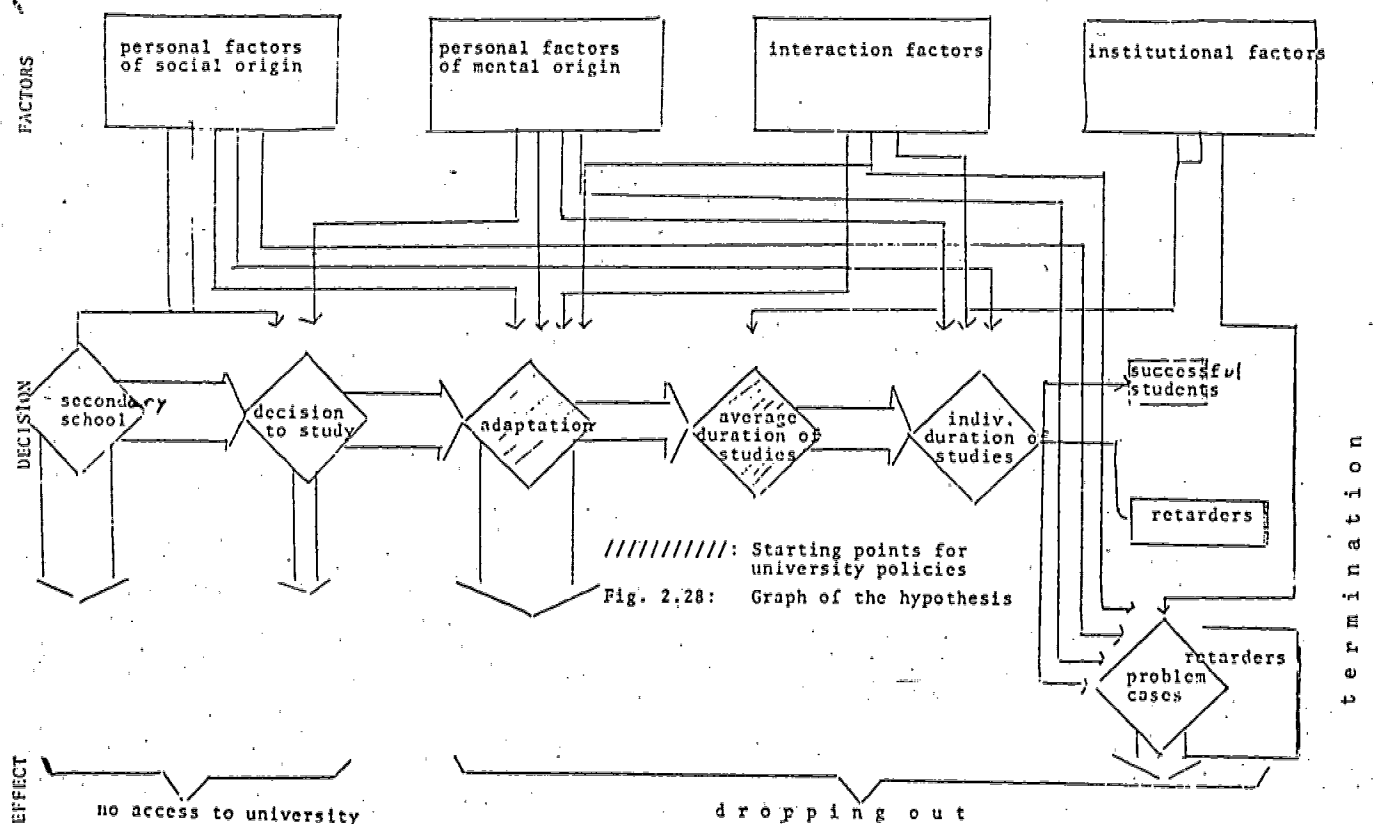 FACTORS
personal factors
of social origin
personal factors
of mental origin
interaction factors
institutional factors
DECISION
secondary
school
decision
to study
adaptation
average
duration of
studies
indiv.
duration of
studies
successful
students
retarders
///////////: Starting points for
university policies
Fig. 2.28: Graph of the hypothesis
retarders
problem
cases
termination
EFFECT
no access to university
dropping out